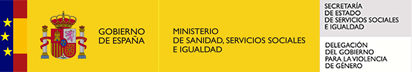 GOBIERNO
DE ESPAÑA
MINISTERIO
DE SANIDAD, SERVICIOS SOCIALES
E IGUALDAD
SECRETARÍA
DE ESTADO
DE SERVICIOS SOCIALES
E IGUALDAD
DELEGACIÓN
DEL GOBIERNO
PARA LA VIOLENCIA
DE GÉNERO